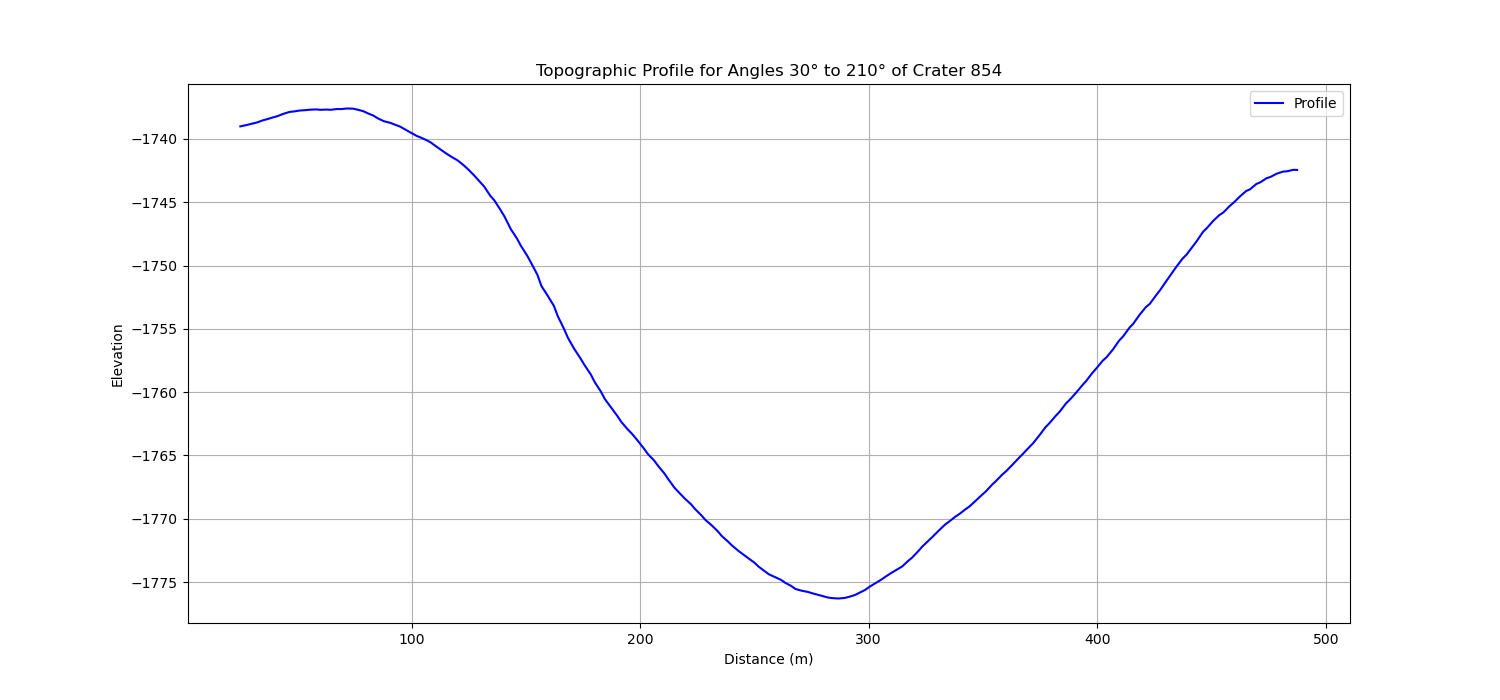 Topographic Profile for Angles 30° to 210° of Crater 854
Profile
Elevation
−1740
−1745
−1750
−1755
−1760
−1765
−1770
−1775
100 200 300 400 500
Distance (m)